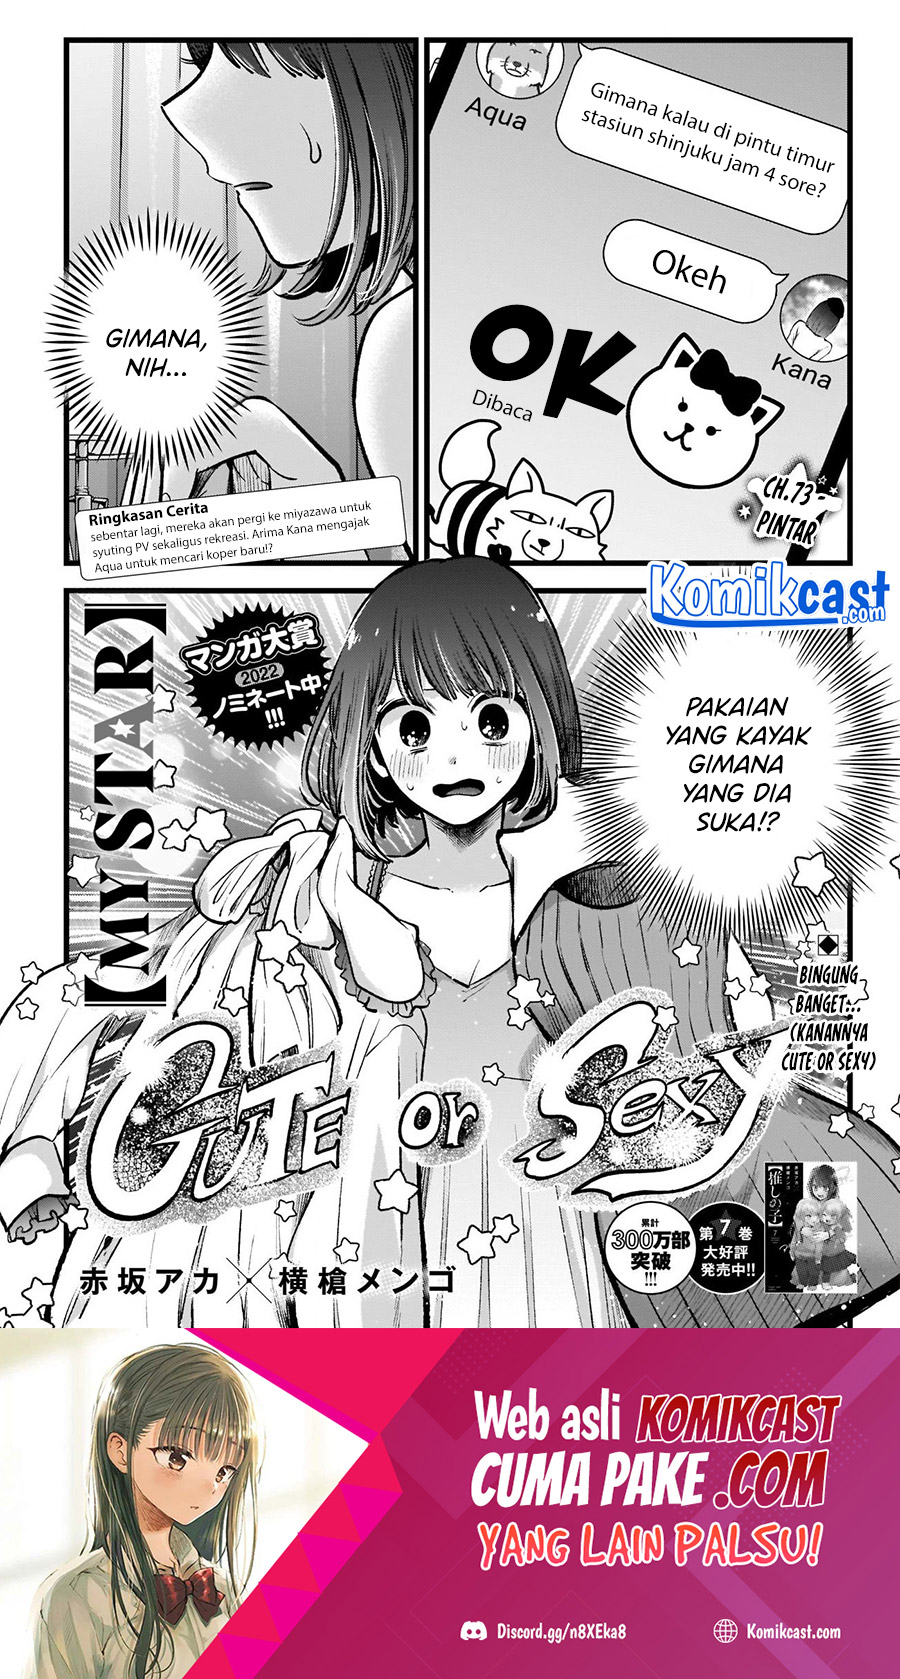 Aqua
Gimana kalau di pintu timur
stasiun shinjuku jam 4 sore?
Okeh
Kana
OK
Dibaca
GIMANA,
NIH...
CH.73 -
PINTAR
Ringkasan Cerita
sebentar lagi, mereka akan pergi ke miyazawa untuk
syuting PV sekaligus rekreasi. Arima Kana mengajak
Aqua untuk mencari koper baru!?
Komikcast
.com
【MY STAR】
マンガ大賞
2022
ノミネート中
!!!
PAKAIAN
YANG KAYAK
GIMANA
YANG DIA
SUKA!?
BINGUNG
BANGET...
(KANANNYA
CUTE OR SEXY)
CUTE or Sexy
赤坂アカ×横槍メンゴ
累計
300万部
突破
!!!
第7巻
大好評
発売中!!
【推しの子】
Web asli KOMIKCAST
CUMA PAKE .COM
YANG LAIN PALSU!
Discord.gg/n8XEka8
Komikcast.com